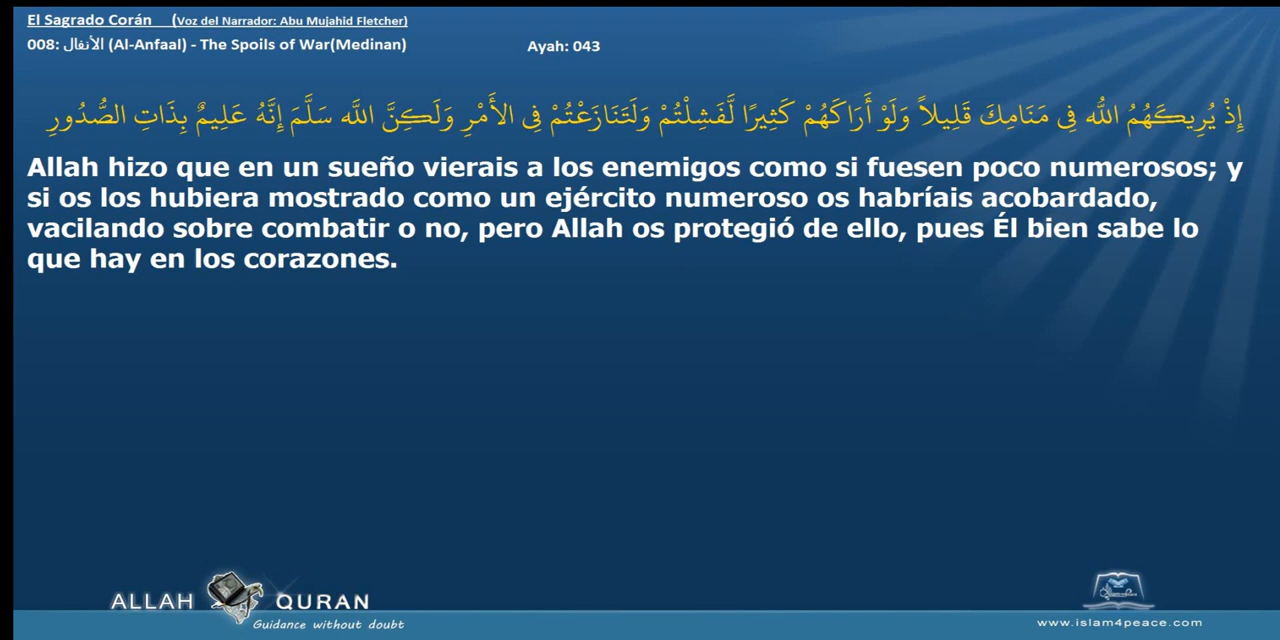 El Sagrado Corán (Voz del Narrador: Abu Mujahid Fletcher)
008: الأنفال (Al-Anfaal) - The Spoils of War(Medinan) Ayah: 043
إِذْ يُرِيكَهُمُ اللّهُ فِي مَنَامِكَ قَلِيلاً وَلَوْ أَرَاكَهُمْ كَثِيرًا لَّفَشِلْتُمْ وَلَتَنَازَعْتُمْ فِي الأَمْرِ وَلَكِنَّ اللّهَ سَلَّمَ إِنَّهُ عَلِيمٌ بِذَاتِ الصُّدُورِ
Allah hizo que en un sueño vierais a los enemigos como si fuesen poco numerosos; y
si os los hubiera mostrado como un ejército numeroso os habríais acobardado,
vacilando sobre combatir o no, pero Allah os protegió de ello, pues Él bien sabe lo
que hay en los corazones.
ALLAH QURAN
Guidance without doubt
www.islam4peace.com